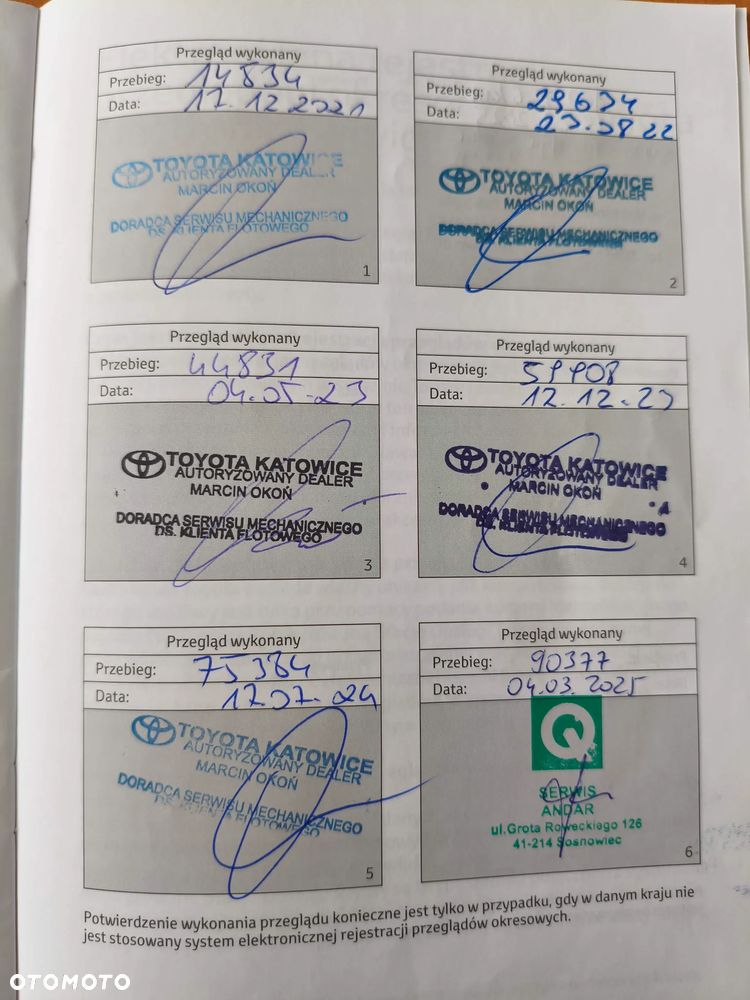 Przegląd wykonany
Przebieg: 14834
Data: 17.12.2021
TOYOTA KATOWICE
AUTORYZOWANY DEALER
MARCIN OKOŃ
DORADCA SERWISU MECHANICZNEGO
DS. KLIENTA FLOTOWEGO
1
Przegląd wykonany
Przebieg: 29634
Data: 23.08.22
TOYOTA KATOWICE
AUTORYZOWANY DEALER
MARCIN OKOŃ
DORADCA SERWISU MECHANICZNEGO
DS. KLIENTA FLOTOWEGO
2
Przegląd wykonany
Przebieg: 44831
Data: 04.05-23
TOYOTA KATOWICE
AUTORYZOWANY DEALER
MARCIN OKOŃ
DORADCA SERWISU MECHANICZNEGO
DS. KLIENTA FLOTOWEGO
3
Przegląd wykonany
Przebieg: 59908
Data: 12.12.23
TOYOTA KATOWICE
AUTORYZOWANY DEALER
MARCIN OKOŃ
DORADCA SERWISU MECHANICZNEGO
DS. KLIENTA FLOTOWEGO
4
Przegląd wykonany
Przebieg: 75384
Data: 17.07-24
TOYOTA KATOWICE
AUTORYZOWANY DEALER
MARCIN OKOŃ
DORADCA SERWISU MECHANICZNEGO
DS. KLIENTA FLOTOWEGO
5
Przegląd wykonany
Przebieg: 90377
Data: 04.03.2025
SERWIS
ANDAR
ul.Grota Roweckiego 126
41-214 Sosnowiec
6
Potwierdzenie wykonania przeglądu konieczne jest tylko w przypadku, gdy w danym kraju nie
jest stosowany system elektronicznej rejestracji przeglądów okresowych.
OTOMOTO